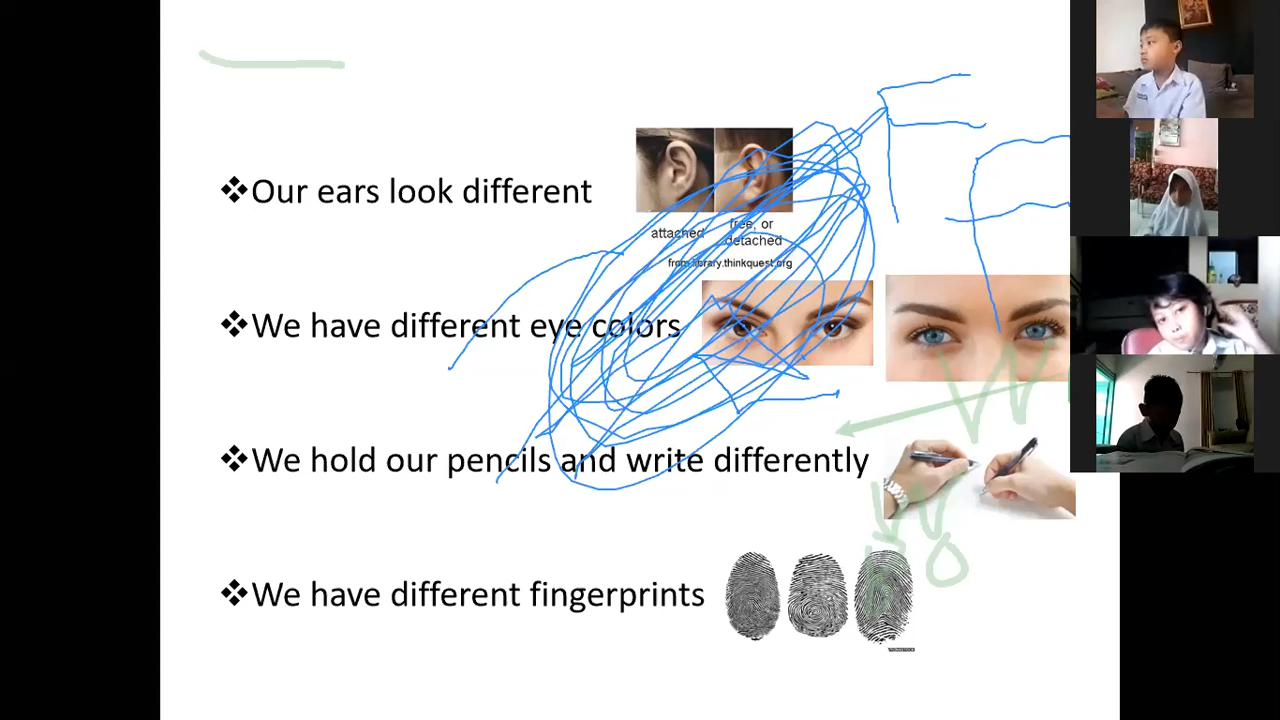 ❖Our ears look different
attached
free, or
detached
from library.thinkquest.org
❖We have different eye colors
❖We hold our pencils and write differently
❖We have different fingerprints